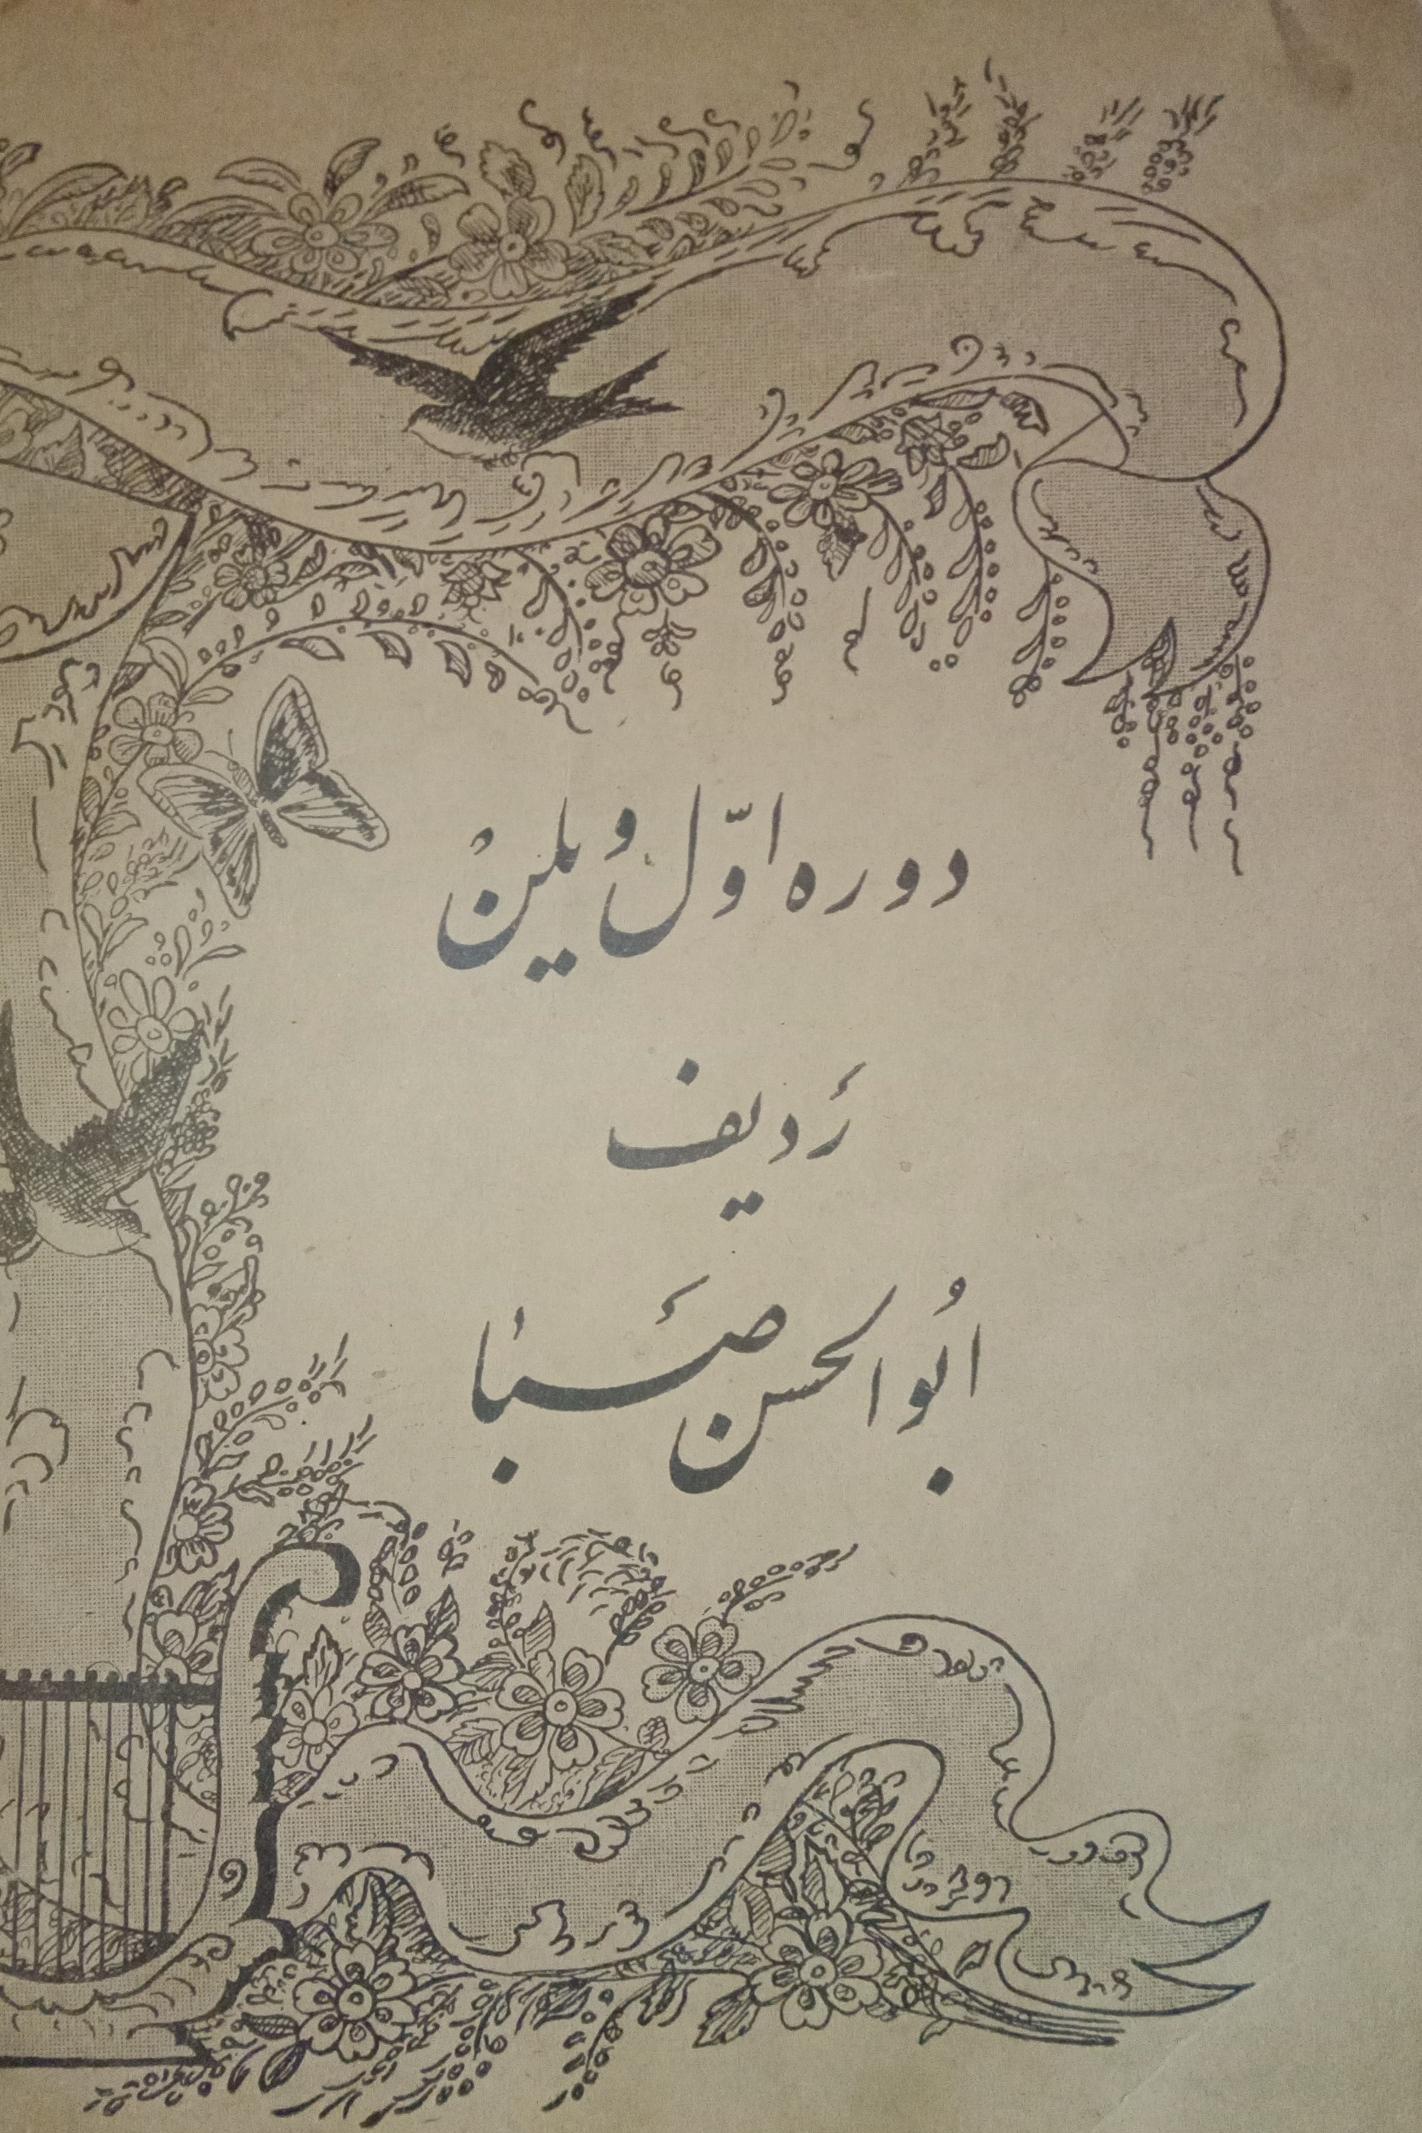 دوره اوّل ویلن
رَدیف
ابُوالحسن صَبا